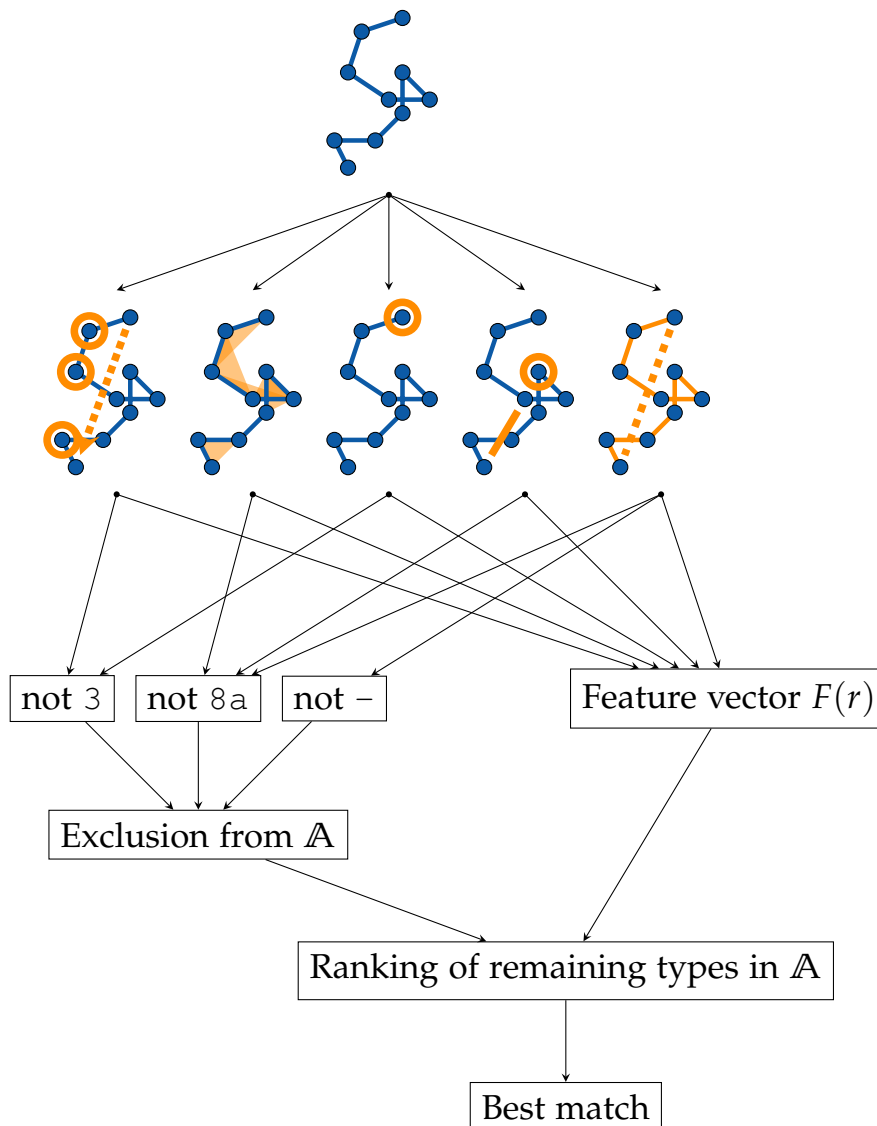 not 3
not 8a
not -
Feature vector F(r)
Exclusion from 𝔸
Ranking of remaining types in 𝔸
Best match